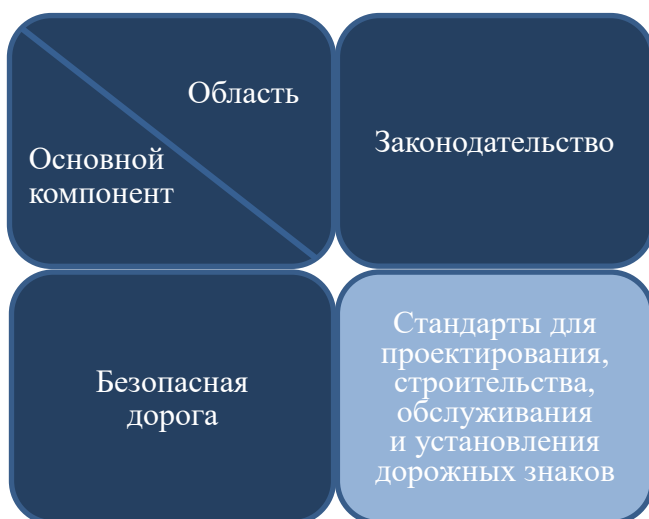 Область
Основной
компонент
Законодательство
Безопасная
дорога
Стандарты для
проектирования,
строительства,
обслуживания
и установления
дорожных знаков